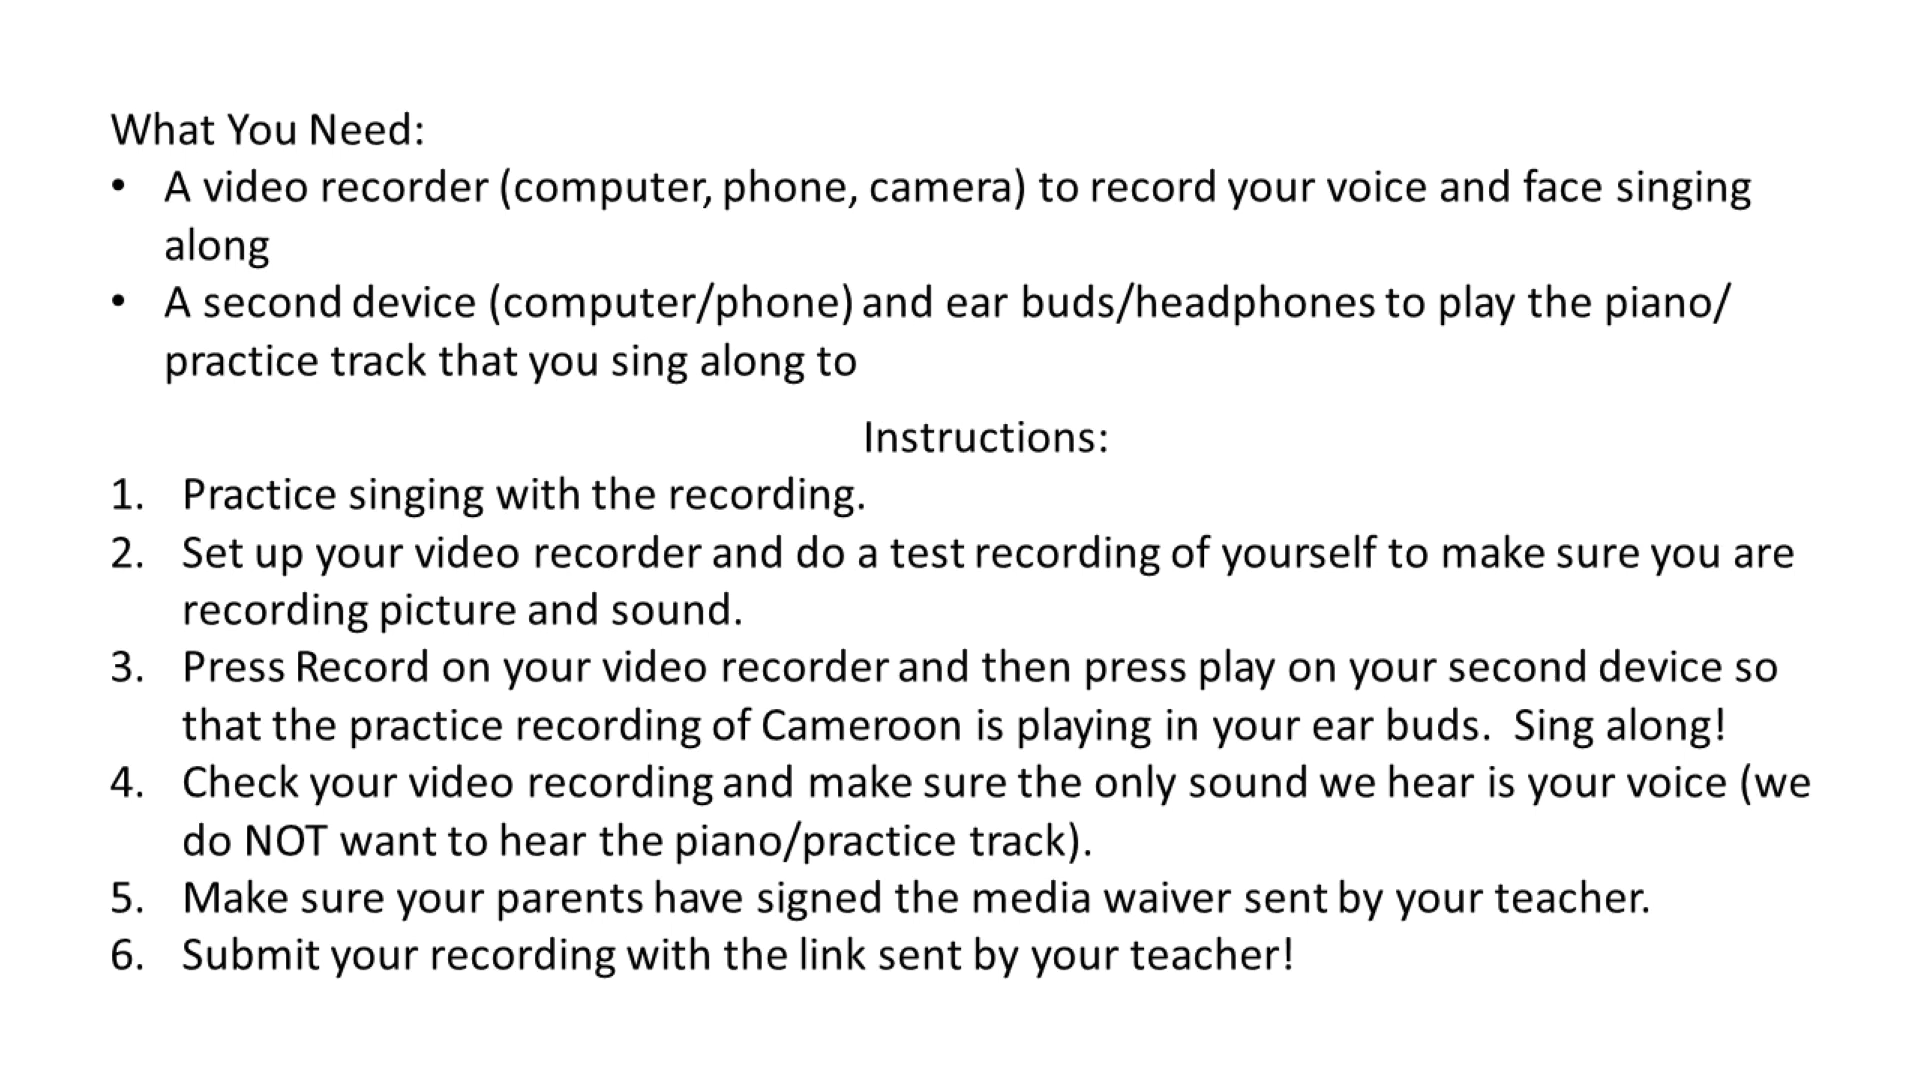 What You Need:
• A video recorder (computer, phone, camera) to record your voice and face singing
along
• A second device (computer/phone) and ear buds/headphones to play the piano/
practice track that you sing along to
Instructions:
1. Practice singing with the recording.
2. Set up your video recorder and do a test recording of yourself to make sure you are
recording picture and sound.
3. Press Record on your video recorder and then press play on your second device so
that the practice recording of Cameroon is playing in your ear buds.  Sing along!
4. Check your video recording and make sure the only sound we hear is your voice (we
do NOT want to hear the piano/practice track).
5. Make sure your parents have signed the media waiver sent by your teacher.
6. Submit your recording with the link sent by your teacher!